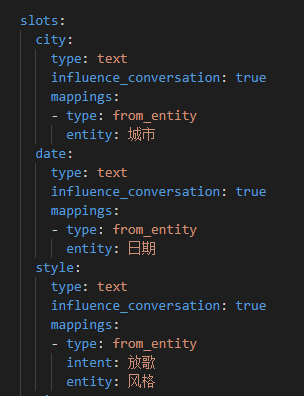 slots:
  city:
    type: text
    influence_conversation: true
    mappings:
    - type: from_entity
      entity: 城市
  date:
    type: text
    influence_conversation: true
    mappings:
    - type: from_entity
      entity: 日期
  style:
    type: text
    influence_conversation: true
    mappings:
    - type: from_entity
      intent: 放歌
      entity: 风格